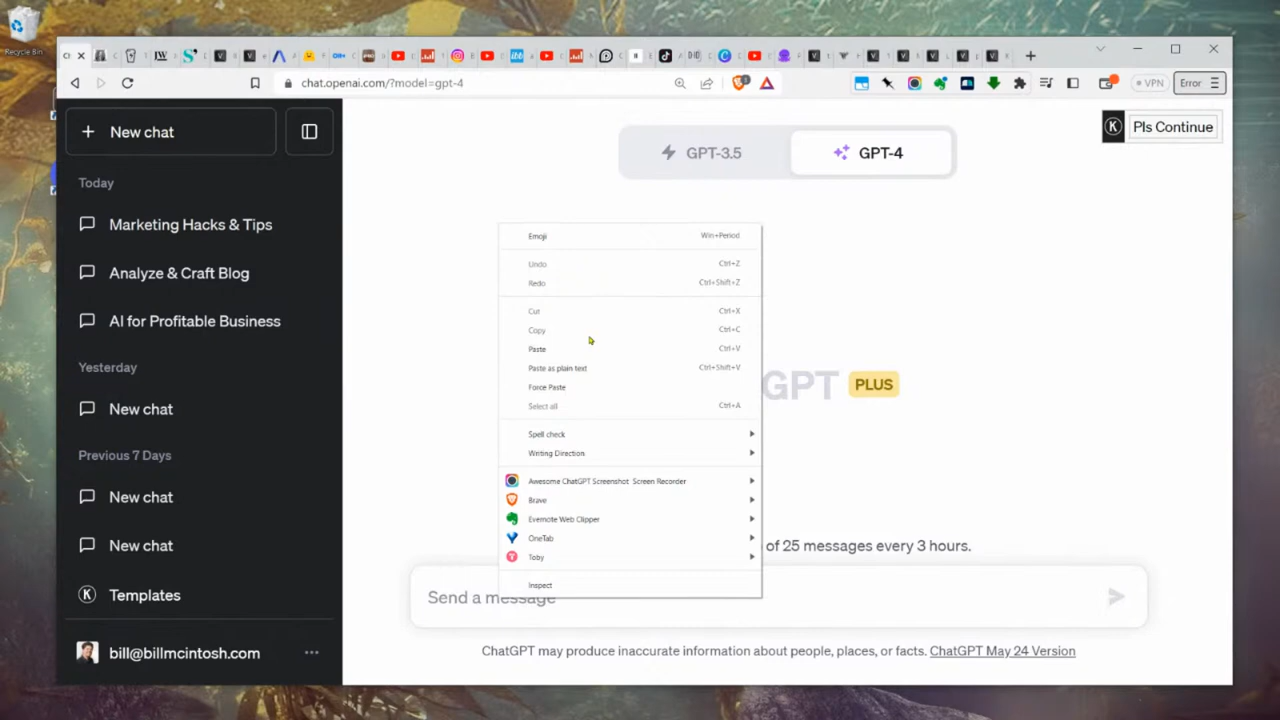 Recycle Bin
chat.openai.com/?model=gpt-4
VPN
Error
New chat
Today
Marketing Hacks & Tips
Analyze & Craft Blog
AI for Profitable Business
Yesterday
New chat
Previous 7 Days
New chat
New chat
Templates
bill@billmcintosh.com
GPT-3.5
GPT-4
K Pls Continue
Emoji Win+Period
Undo Ctrl+Z
Redo Ctrl+Shift+Z
Cut Ctrl+X
Copy Ctrl+C
Paste Ctrl+V
Paste as plain text Ctrl+Shift+V
Force Paste
Select all Ctrl+A
Spell check
Writing Direction
Awesome ChatGPT Screenshot Screen Recorder
Brave
Evernote Web Clipper
OneTab
Toby
Inspect
GPT PLUS
of 25 messages every 3 hours.
Send a message
ChatGPT may produce inaccurate information about people, places, or facts. ChatGPT May 24 Version